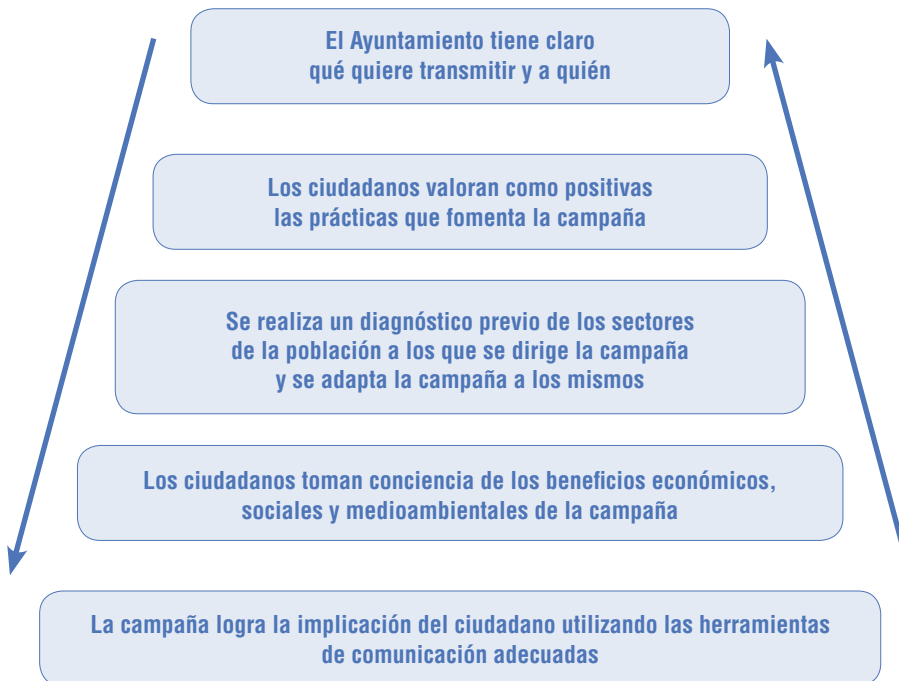 El Ayuntamiento tiene claro
qué quiere transmitir y a quién
Los ciudadanos valoran como positivas
las prácticas que fomenta la campaña
Se realiza un diagnóstico previo de los sectores
de la población a los que se dirige la campaña
y se adapta la campaña a los mismos
Los ciudadanos toman conciencia de los beneficios económicos,
sociales y medioambientales de la campaña
La campaña logra la implicación del ciudadano utilizando las herramientas
de comunicación adecuadas